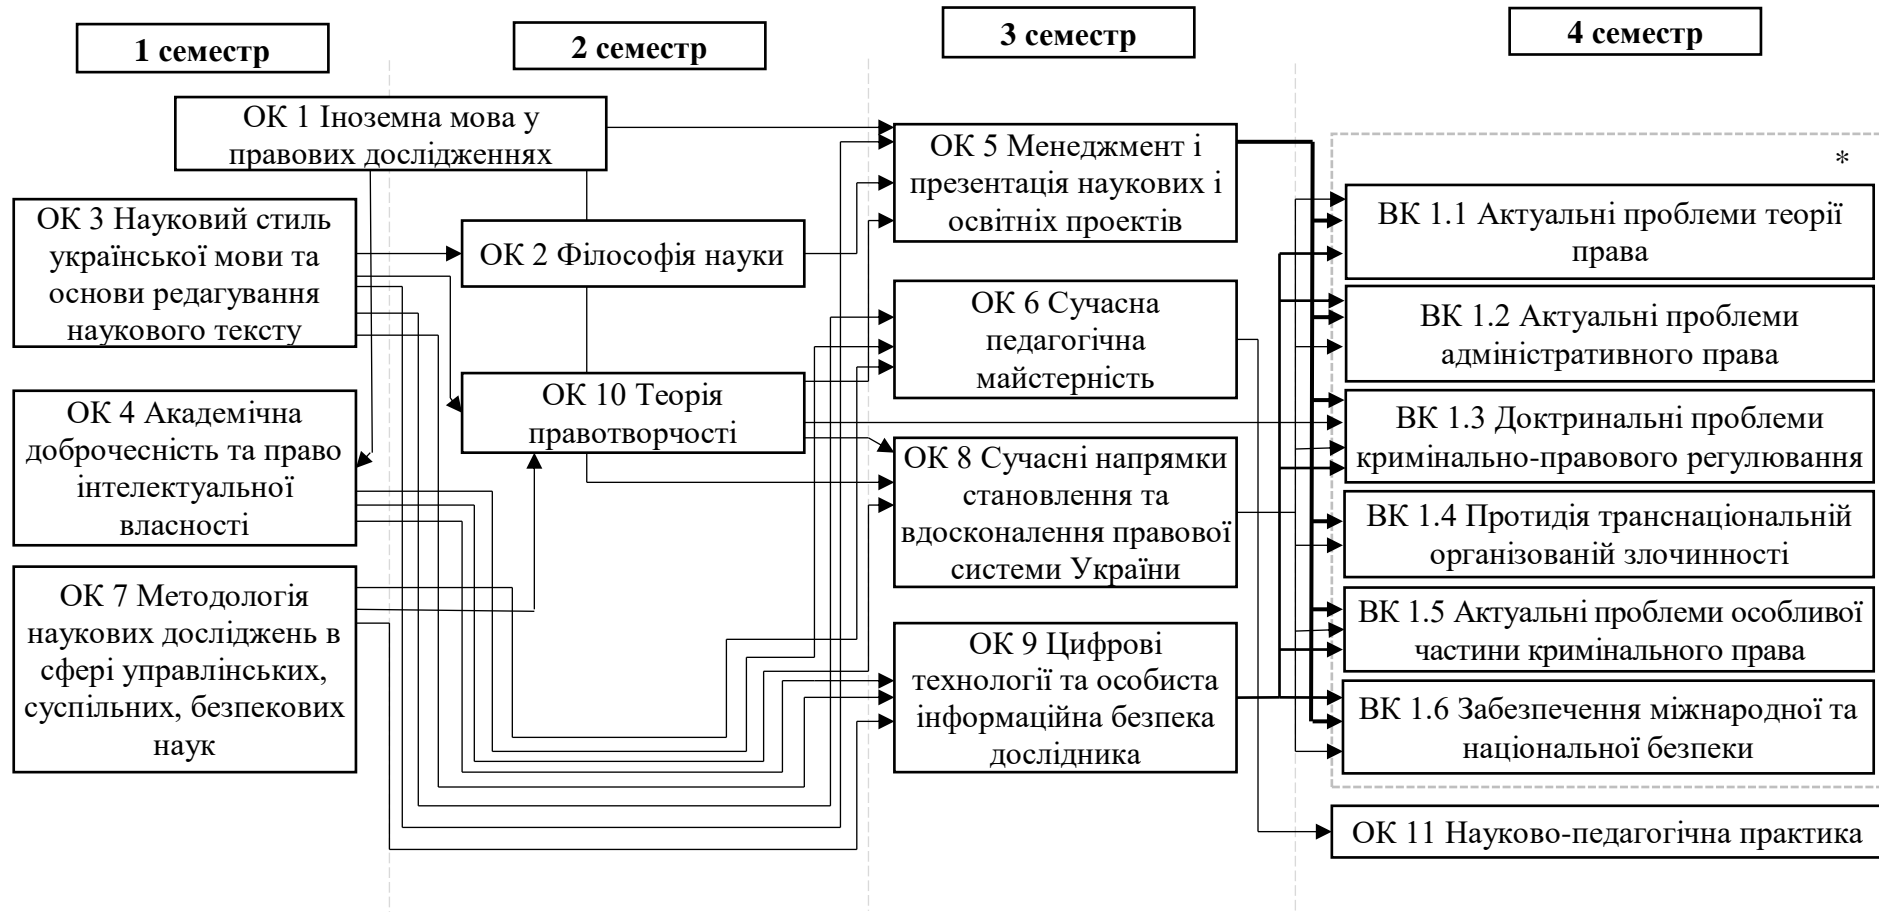 1 семестр
2 семестр
3 семестр
4 семестр
ОК 1 Іноземна мова у
правових дослідженнях
ОК 3 Науковий стиль
української мови та
основи редагування
наукового тексту
ОК 4 Академічна
доброчесність та право
інтелектуальної
власності
ОК 7 Методологія
наукових досліджень в
сфері управлінських,
суспільних, безпекових
наук
ОК 2 Філософія науки
ОК 10 Теорія
правотворчості
ОК 5 Менеджмент і
презентація наукових і
освітніх проектів
ОК 6 Сучасна
педагогічна
майстерність
ОК 8 Сучасні напрямки
становлення та
вдосконалення правової
системи України
ОК 9 Цифрові
технології та особиста
інформаційна безпека
дослідника
*
ВК 1.1 Актуальні проблеми теорії
права
ВК 1.2 Актуальні проблеми
адміністративного права
ВК 1.3 Доктринальні проблеми
кримінально-правового регулювання
ВК 1.4 Протидія транснаціональній
організованій злочинності
ВК 1.5 Актуальні проблеми особливої
частини кримінального права
ВК 1.6 Забезпечення міжнародної та
національної безпеки
ОК 11 Науково-педагогічна практика